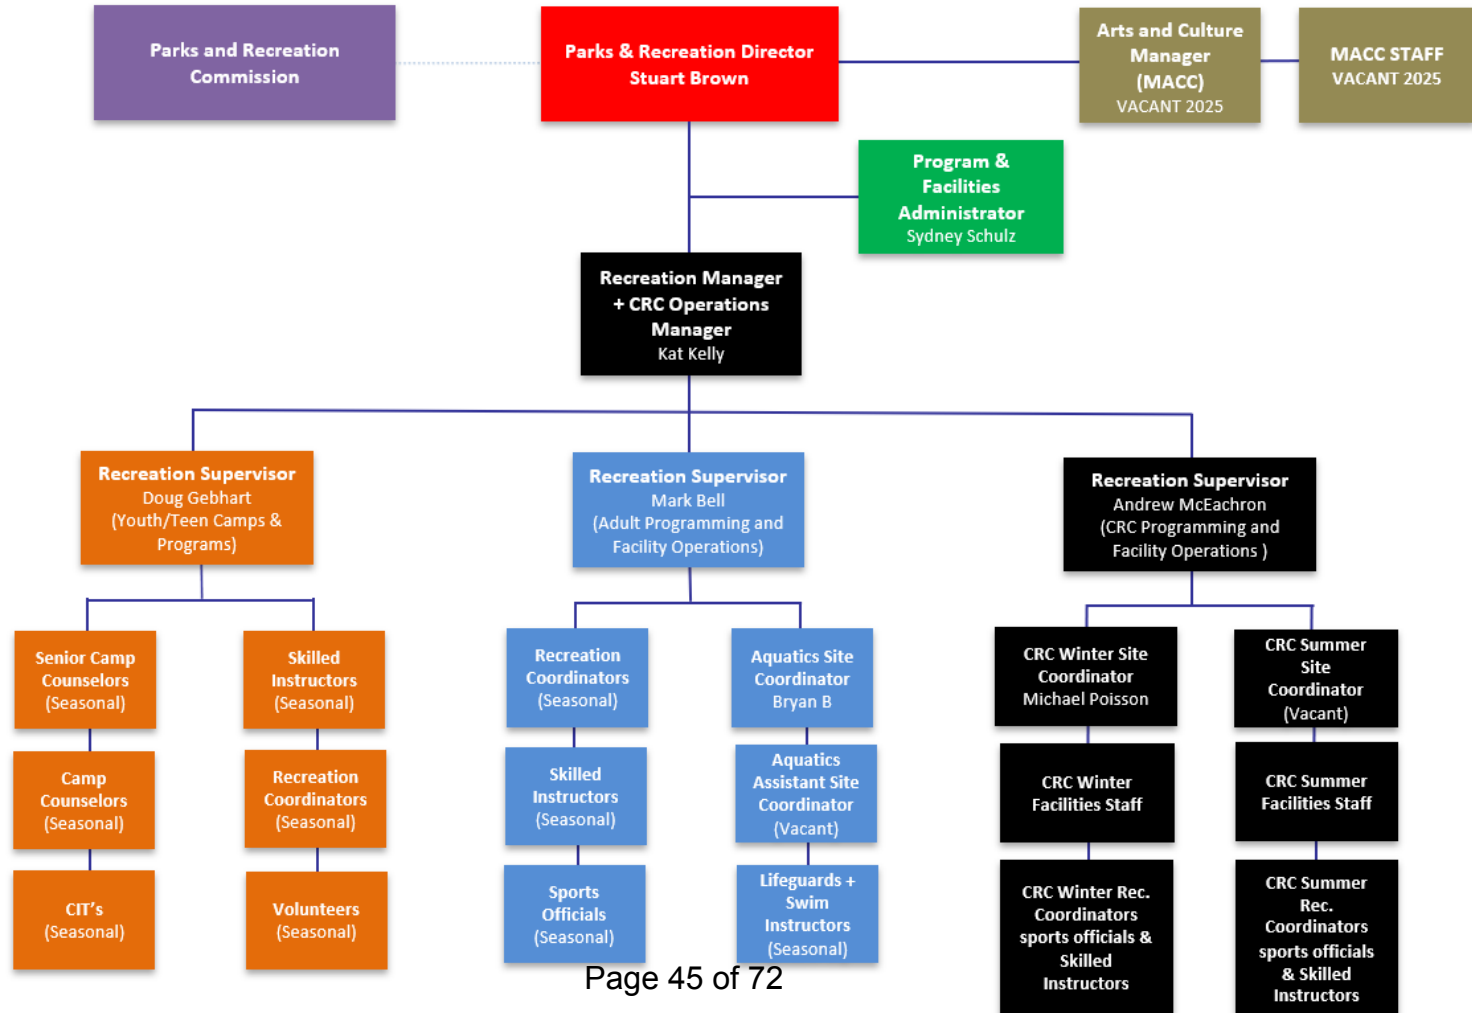 Parks and Recreation
Commission
Parks & Recreation Director
Stuart Brown
Arts and Culture
Manager
(MACC)
VACANT 2025
MACC STAFF
VACANT 2025
Program &
Facilities
Administrator
Sydney Schulz
Recreation Manager
+ CRC Operations
Manager
Kat Kelly
Recreation Supervisor
Doug Gebhart
(Youth/Teen Camps &
Programs)
Recreation Supervisor
Mark Bell
(Adult Programming and
Facility Operations)
Recreation Supervisor
Andrew McEachron
(CRC Programming and
Facility Operations )
Senior Camp
Counselors
(Seasonal)
Skilled
Instructors
(Seasonal)
Recreation
Coordinators
(Seasonal)
Aquatics Site
Coordinator
Bryan B
CRC Winter Site
Coordinator
Michael Poisson
CRC Summer
Site
Coordinator
(Vacant)
Camp
Counselors
(Seasonal)
Recreation
Coordinators
(Seasonal)
Skilled
Instructors
(Seasonal)
Aquatics
Assistant Site
Coordinator
(Vacant)
CRC Winter
Facilities Staff
CRC Summer
Facilities Staff
CIT's
(Seasonal)
Volunteers
(Seasonal)
Sports
Officials
(Seasonal)
Lifeguards +
Swim
Instructors
(Seasonal)
CRC Winter Rec.
Coordinators
sports officials &
Skilled
Instructors
CRC Summer
Rec.
Coordinators
sports officials
& Skilled
Instructors
Page 45 of 72